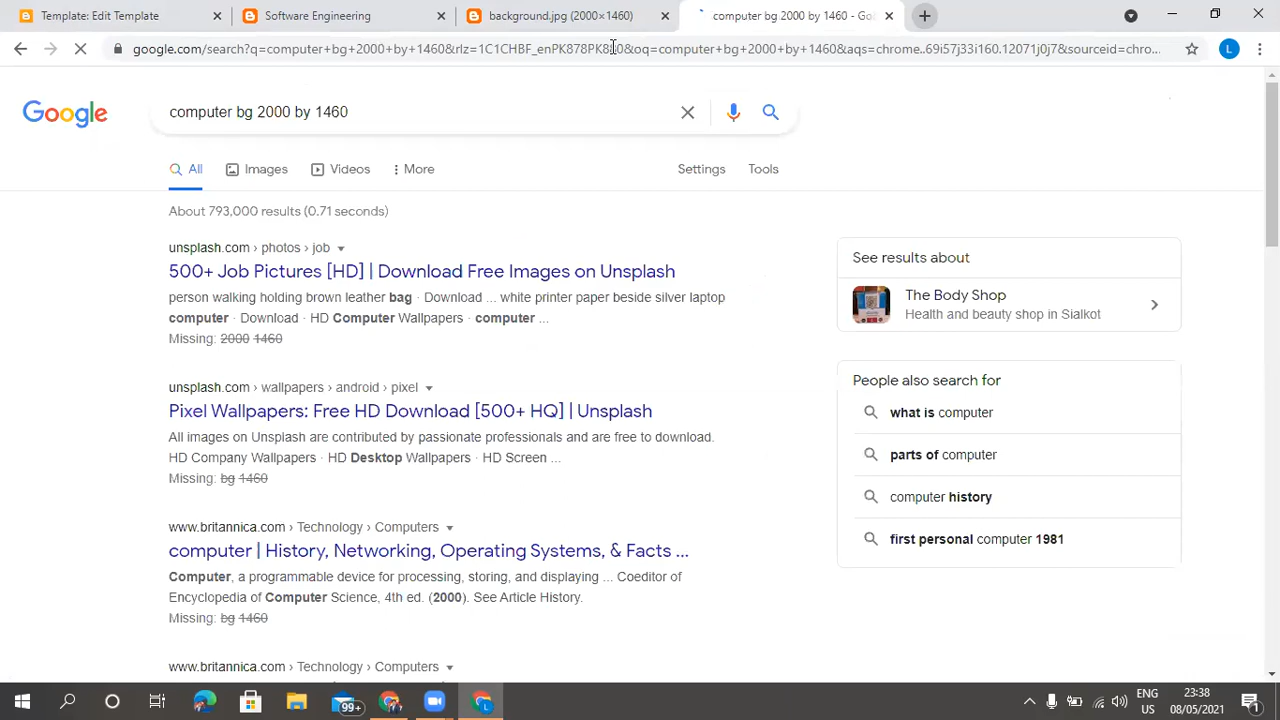 Template: Edit Template
Software Engineering
background.jpg (2000×1460)
computer bg 2000 by 1460 - Go
google.com/search?q=computer+bg+2000+by+1460&rlz=1C1CHBF_enPK878PK880&oq=computer+bg+2000+by+1460&aqs=chrome..69i57j33i160.12071j0j7&sourceid=chro...
L
Google
computer bg 2000 by 1460
All
Images
Videos
More
Settings
Tools
About 793,000 results (0.71 seconds)
unsplash.com › photos › job
500+ Job Pictures [HD] | Download Free Images on Unsplash
person walking holding brown leather bag · Download ... white printer paper beside silver laptop
computer · Download · HD Computer Wallpapers · computer ...
Missing: 2000 1460
unsplash.com › wallpapers › android › pixel
Pixel Wallpapers: Free HD Download [500+ HQ] | Unsplash
All images on Unsplash are contributed by passionate professionals and are free to download.
HD Company Wallpapers · HD Desktop Wallpapers · HD Screen ...
Missing: bg 1460
www.britannica.com › Technology › Computers
computer | History, Networking, Operating Systems, & Facts ...
Computer, a programmable device for processing, storing, and displaying ... Coeditor of
Encyclopedia of Computer Science, 4th ed. (2000). See Article History.
Missing: bg 1460
www.britannica.com › Technology › Computers
See results about
The Body Shop
Health and beauty shop in Sialkot
People also search for
what is computer
parts of computer
computer history
first personal computer 1981
99+
L
ENG
US
23:38
08/05/2021
1